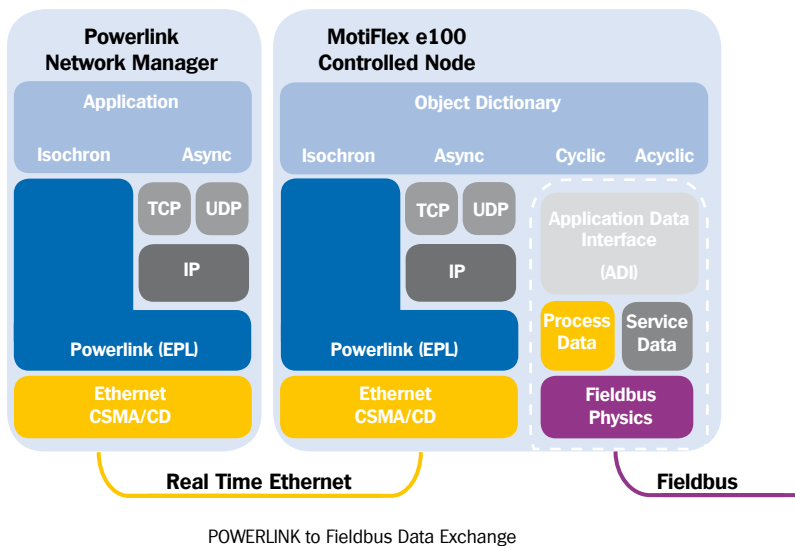 Powerlink
Network Manager
Application
Isochron Async
TCP UDP
IP
Powerlink (EPL)
Ethernet
CSMA/CD
MotiFlex e100
Controlled Node
Object Dictionary
Isochron Async Cyclic Acyclic
TCP UDP
IP
Powerlink (EPL)
Ethernet
CSMA/CD
Application Data
Interface
(ADI)
Process
Data
Service
Data
Fieldbus
Physics
Real Time Ethernet
Fieldbus
POWERLINK to Fieldbus Data Exchange